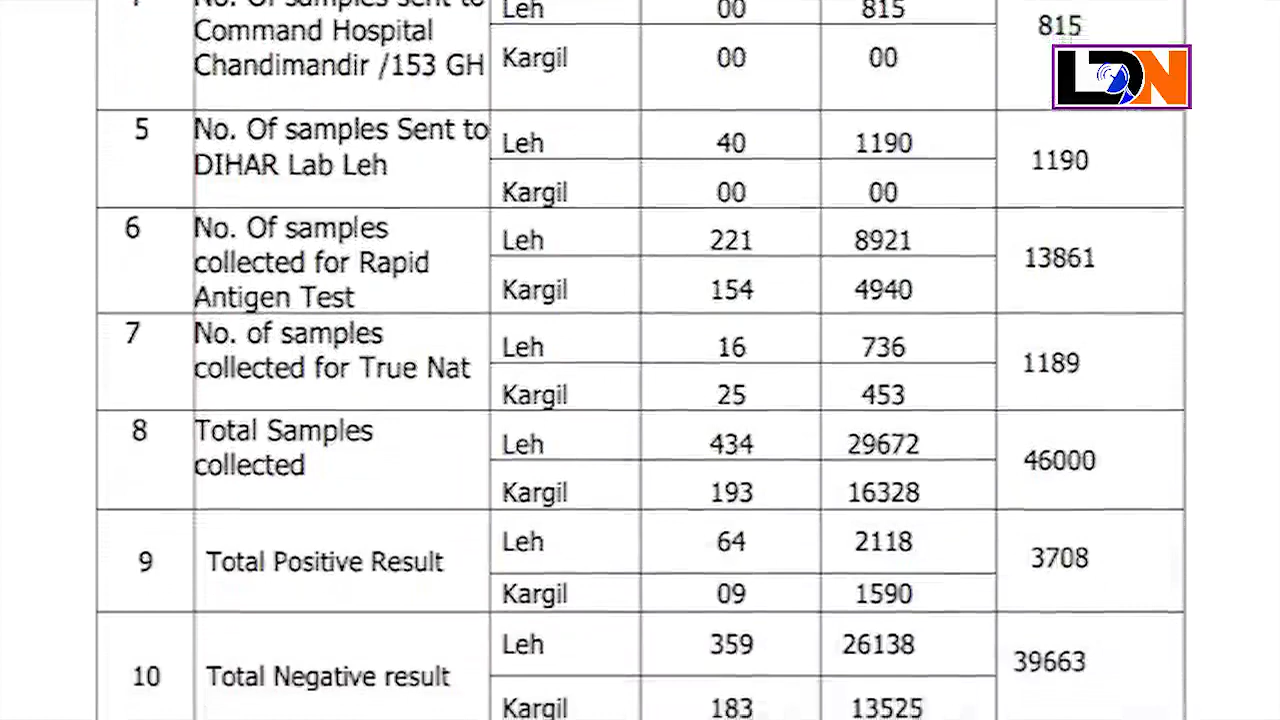 No. Of samples sent to Leh 00 815 815
Command Hospital
Chandimandir /153 GH Kargil 00 00
LDN
5 No. Of samples Sent to Leh 40 1190 1190
DIHAR Lab Leh
Kargil 00 00
6 No. Of samples Leh 221 8921 13861
collected for Rapid
Antigen Test Kargil 154 4940
7 No. of samples Leh 16 736 1189
collected for True Nat
Kargil 25 453
8 Total Samples Leh 434 29672 46000
collected
Kargil 193 16328
9 Total Positive Result Leh 64 2118 3708
Kargil 09 1590
10 Total Negative result Leh 359 26138 39663
Kargil 183 13525